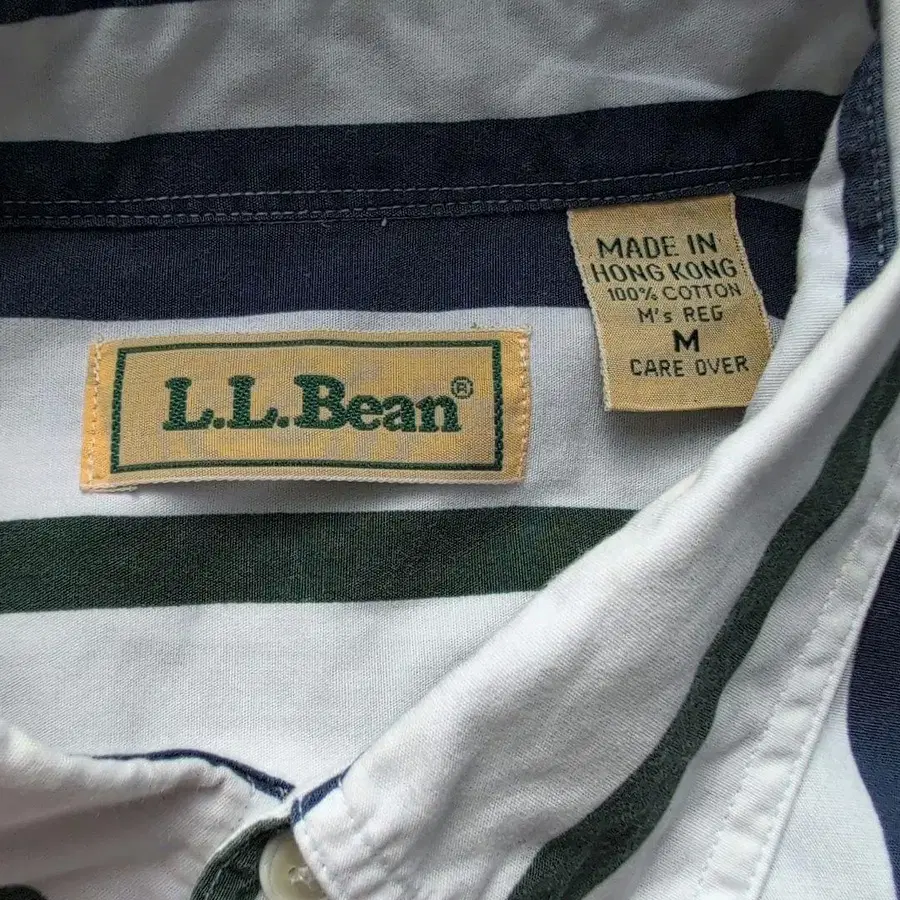 L.L.Bean®
MADE IN
HONG KONG
100% COTTON
M's REG
M
CARE OVER